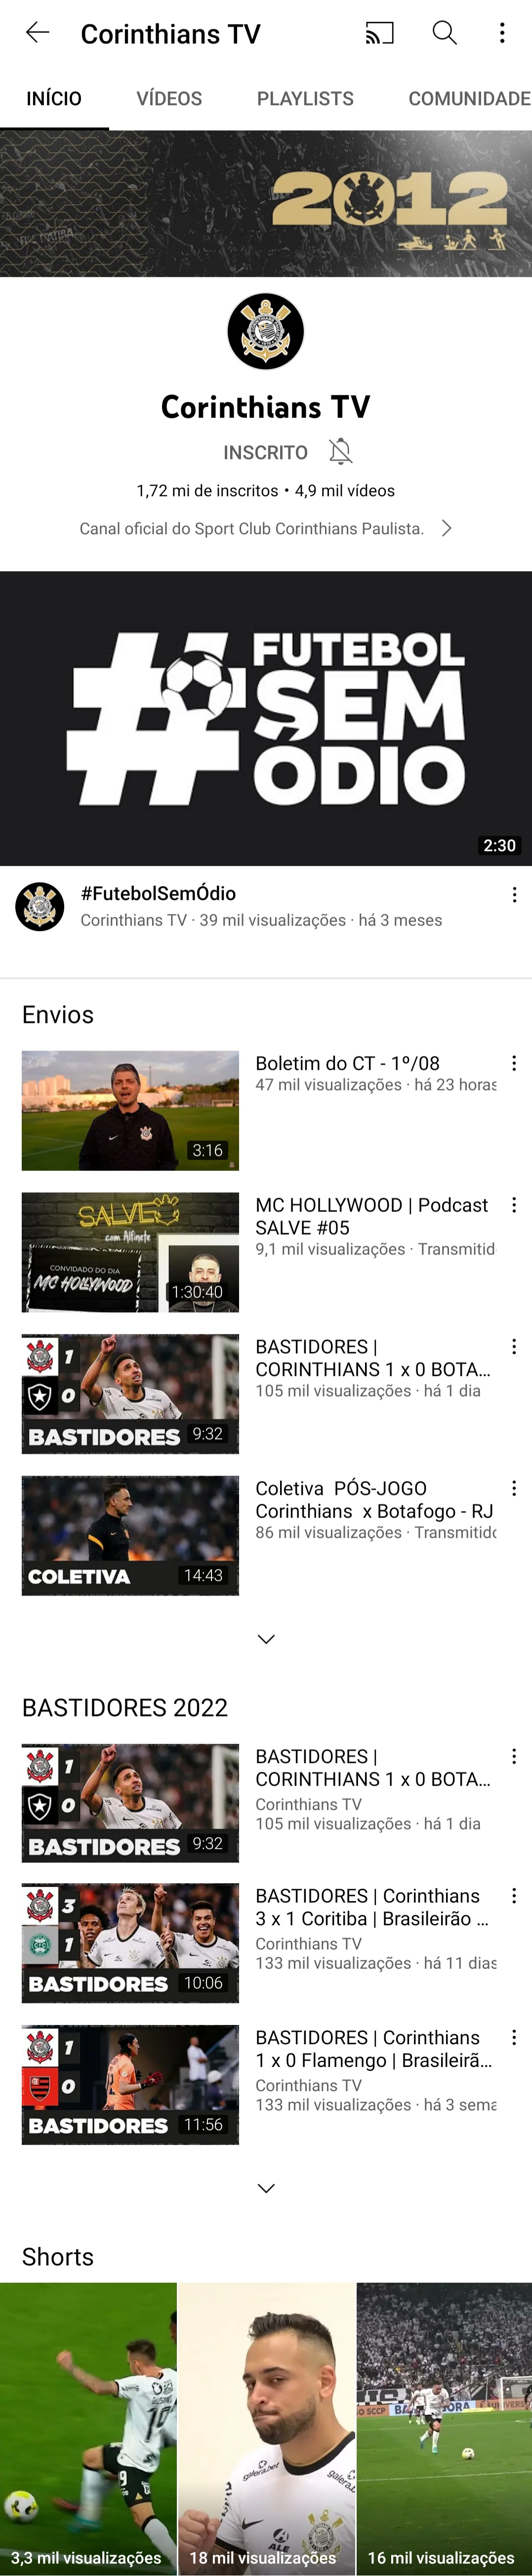 Corinthians TV
INÍCIO VÍDEOS PLAYLISTS COMUNIDADE
2012
Corinthians TV
INSCRITO
1,72 mi de inscritos • 4,9 mil vídeos
Canal oficial do Sport Club Corinthians Paulista.
#FUTEBOL
SEM
ÓDIO
2:30
#FutebolSemÓdio
Corinthians TV · 39 mil visualizações · há 3 meses
Envios
3:16
Boletim do CT - 1º/08
47 mil visualizações · há 23 horas
SALVE
com Alfinete
CONVIDADO DO DIA
MC HOLLYWOOD
1:30:40
MC HOLLYWOOD | Podcast
SALVE #05
9,1 mil visualizações · Transmitid
1
0
BASTIDORES 9:32
BASTIDORES |
CORINTHIANS 1 x 0 BOTA...
105 mil visualizações · há 1 dia
COLETIVA 14:43
Coletiva PÓS-JOGO
Corinthians x Botafogo - RJ
86 mil visualizações · Transmitido
BASTIDORES 2022
1
0
BASTIDORES 9:32
BASTIDORES |
CORINTHIANS 1 x 0 BOTA...
Corinthians TV
105 mil visualizações · há 1 dia
3
1
BASTIDORES 10:06
BASTIDORES | Corinthians
3 x 1 Coritiba | Brasileirão ...
Corinthians TV
133 mil visualizações · há 11 dias
1
0
BASTIDORES 11:56
BASTIDORES | Corinthians
1 x 0 Flamengo | Brasileirã...
Corinthians TV
133 mil visualizações · há 3 sema
Shorts
10
9
3,3 mil visualizações
galera.bet
galera.bet
ALE
18 mil visualizações
SCCP
16 mil visualizações